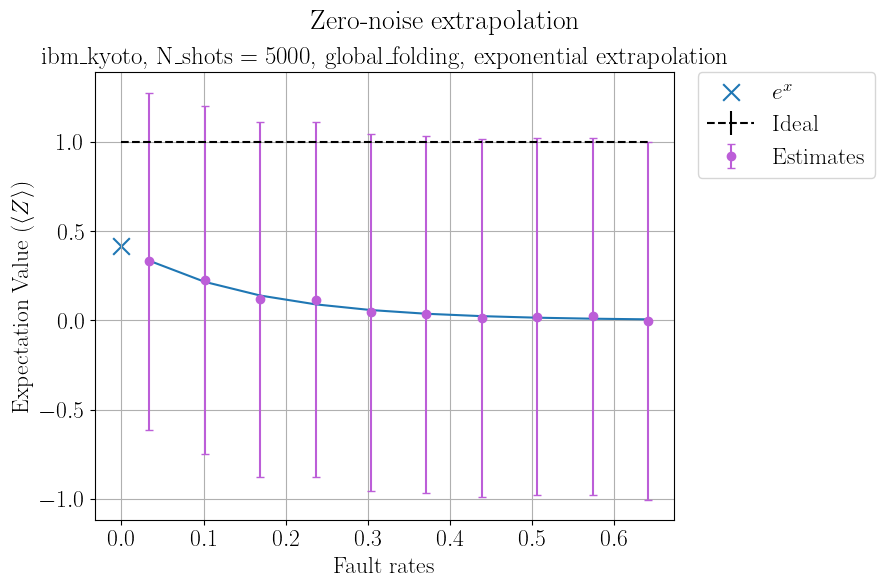 Zero-noise extrapolation
ibm_kyoto, N_shots = 5000, global_folding, exponential extrapolation
e^x
Ideal
Estimates
Expectation Value (⟨Z⟩)
1.0
0.5
0.0
−0.5
−1.0
0.0 0.1 0.2 0.3 0.4 0.5 0.6
Fault rates